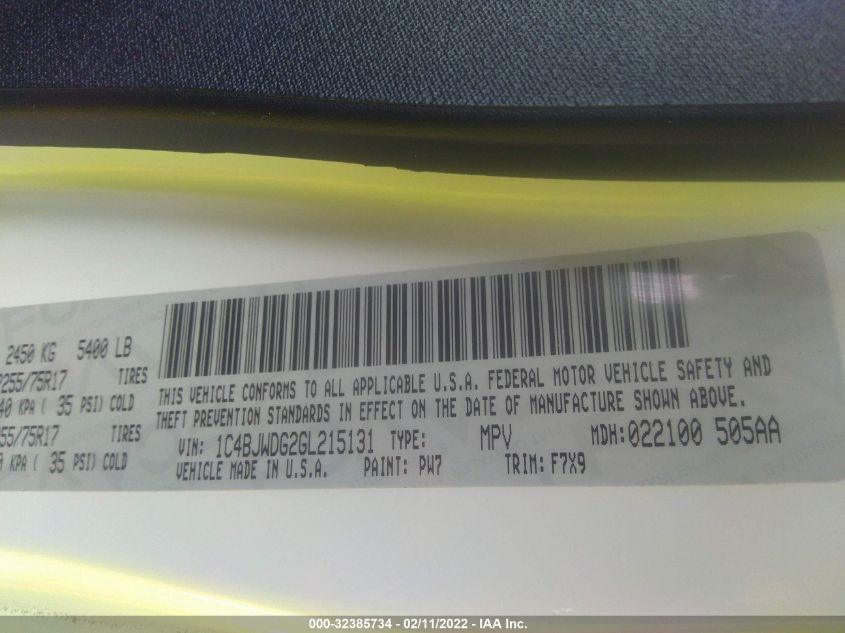 2450 KG 5400 LB
255/75R17 TIRES
40 KPA ( 35 PSI) COLD
255/75R17 TIRES
KPA ( 35 PSI) COLD
THIS VEHICLE CONFORMS TO ALL APPLICABLE U.S.A. FEDERAL MOTOR VEHICLE SAFETY AND
THEFT PREVENTION STANDARDS IN EFFECT ON THE DATE OF MANUFACTURE SHOWN ABOVE.
VIN: 1C4BJWDG2GL215131 TYPE: MPV MDH:022100 505AA
VEHICLE MADE IN U.S.A. PAINT: PW7 TRIM: F7X9
000-32385734 - 02/11/2022 - IAA Inc.